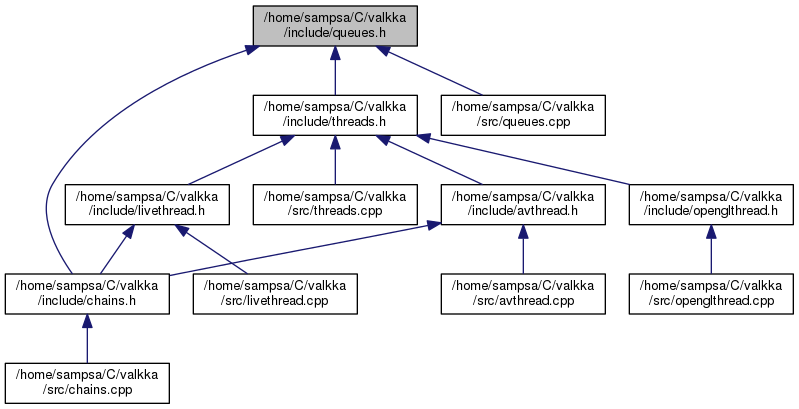 /home/sampsa/C/valkka
/include/queues.h
/home/sampsa/C/valkka
/include/threads.h
/home/sampsa/C/valkka
/src/queues.cpp
/home/sampsa/C/valkka
/include/livethread.h
/home/sampsa/C/valkka
/src/threads.cpp
/home/sampsa/C/valkka
/include/avthread.h
/home/sampsa/C/valkka
/include/openglthread.h
/home/sampsa/C/valkka
/include/chains.h
/home/sampsa/C/valkka
/src/livethread.cpp
/home/sampsa/C/valkka
/src/avthread.cpp
/home/sampsa/C/valkka
/src/openglthread.cpp
/home/sampsa/C/valkka
/src/chains.cpp